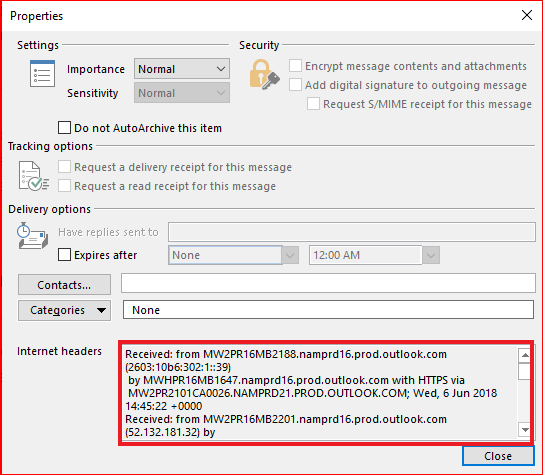 Properties
Settings
Security
Importance Normal
Sensitivity Normal
Encrypt message contents and attachments
Add digital signature to outgoing message
Request S/MIME receipt for this message
Do not AutoArchive this item
Tracking options
Request a delivery receipt for this message
Request a read receipt for this message
Delivery options
Have replies sent to
Expires after None 12:00 AM
Contacts...
Categories None
Internet headers
Received: from MW2PR16MB2188.namprd16.prod.outlook.com
(2603:10b6:302:1::39)
by MWHPR16MB1647.namprd16.prod.outlook.com with HTTPS via
MW2PR2101CA0026.NAMPRD21.PROD.OUTLOOK.COM; Wed, 6 Jun 2018
14:45:22 +0000
Received: from MW2PR16MB2201.namprd16.prod.outlook.com
(52.132.181.32) by
Close